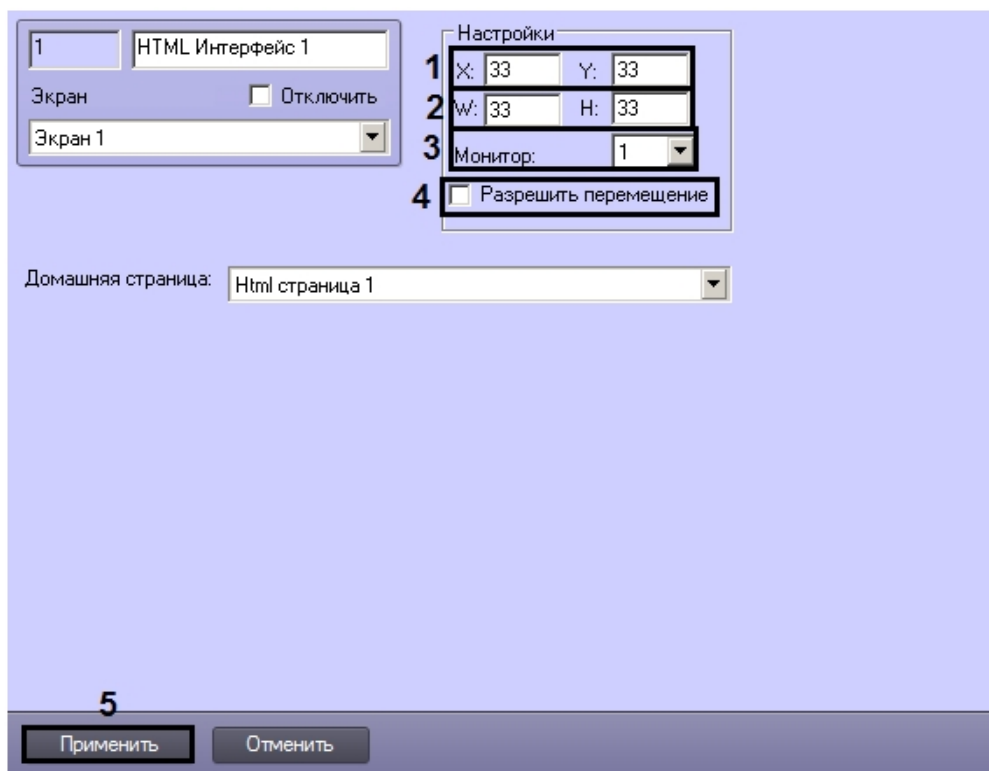 1
HTML Интерфейс 1
Экран
Отключить
Экран 1
Настройки
1 X: 33 Y: 33
2 W: 33 H: 33
3 Монитор: 1
4 Разрешить перемещение
Домашняя страница: Html страница 1
5
Применить Отменить